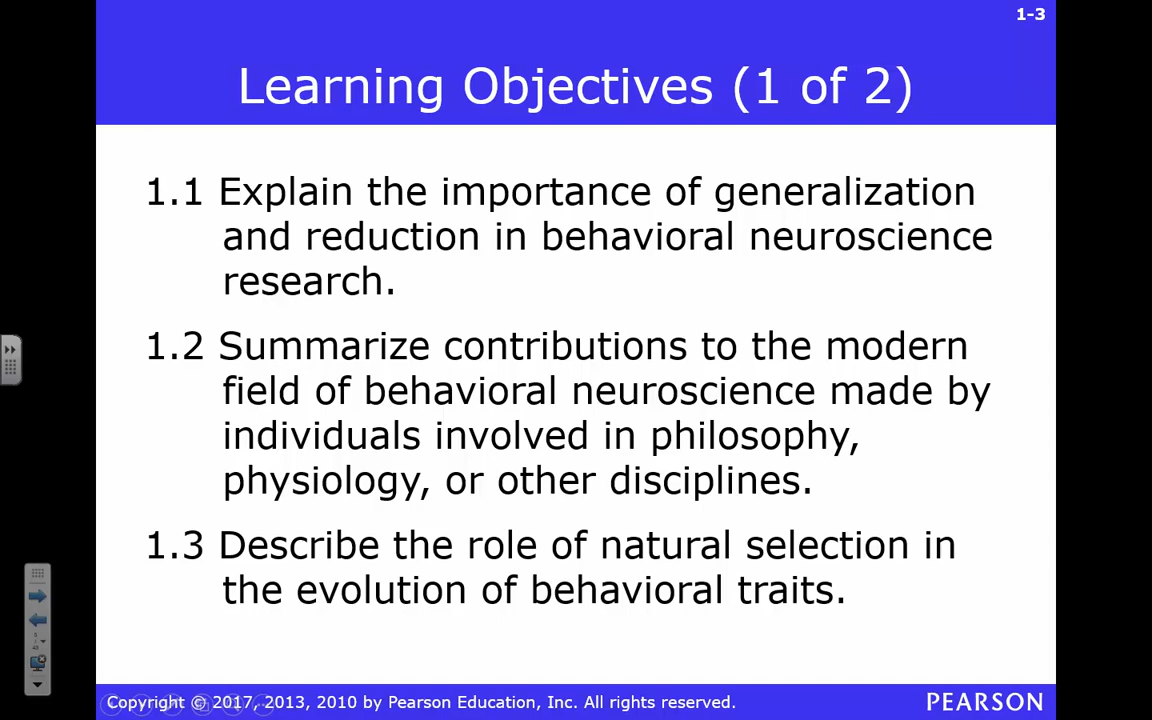 1-3
Learning Objectives (1 of 2)
1.1 Explain the importance of generalization
and reduction in behavioral neuroscience
research.
1.2 Summarize contributions to the modern
field of behavioral neuroscience made by
individuals involved in philosophy,
physiology, or other disciplines.
1.3 Describe the role of natural selection in
the evolution of behavioral traits.
Copyright © 2017, 2013, 2010 by Pearson Education, Inc. All rights reserved.
PEARSON